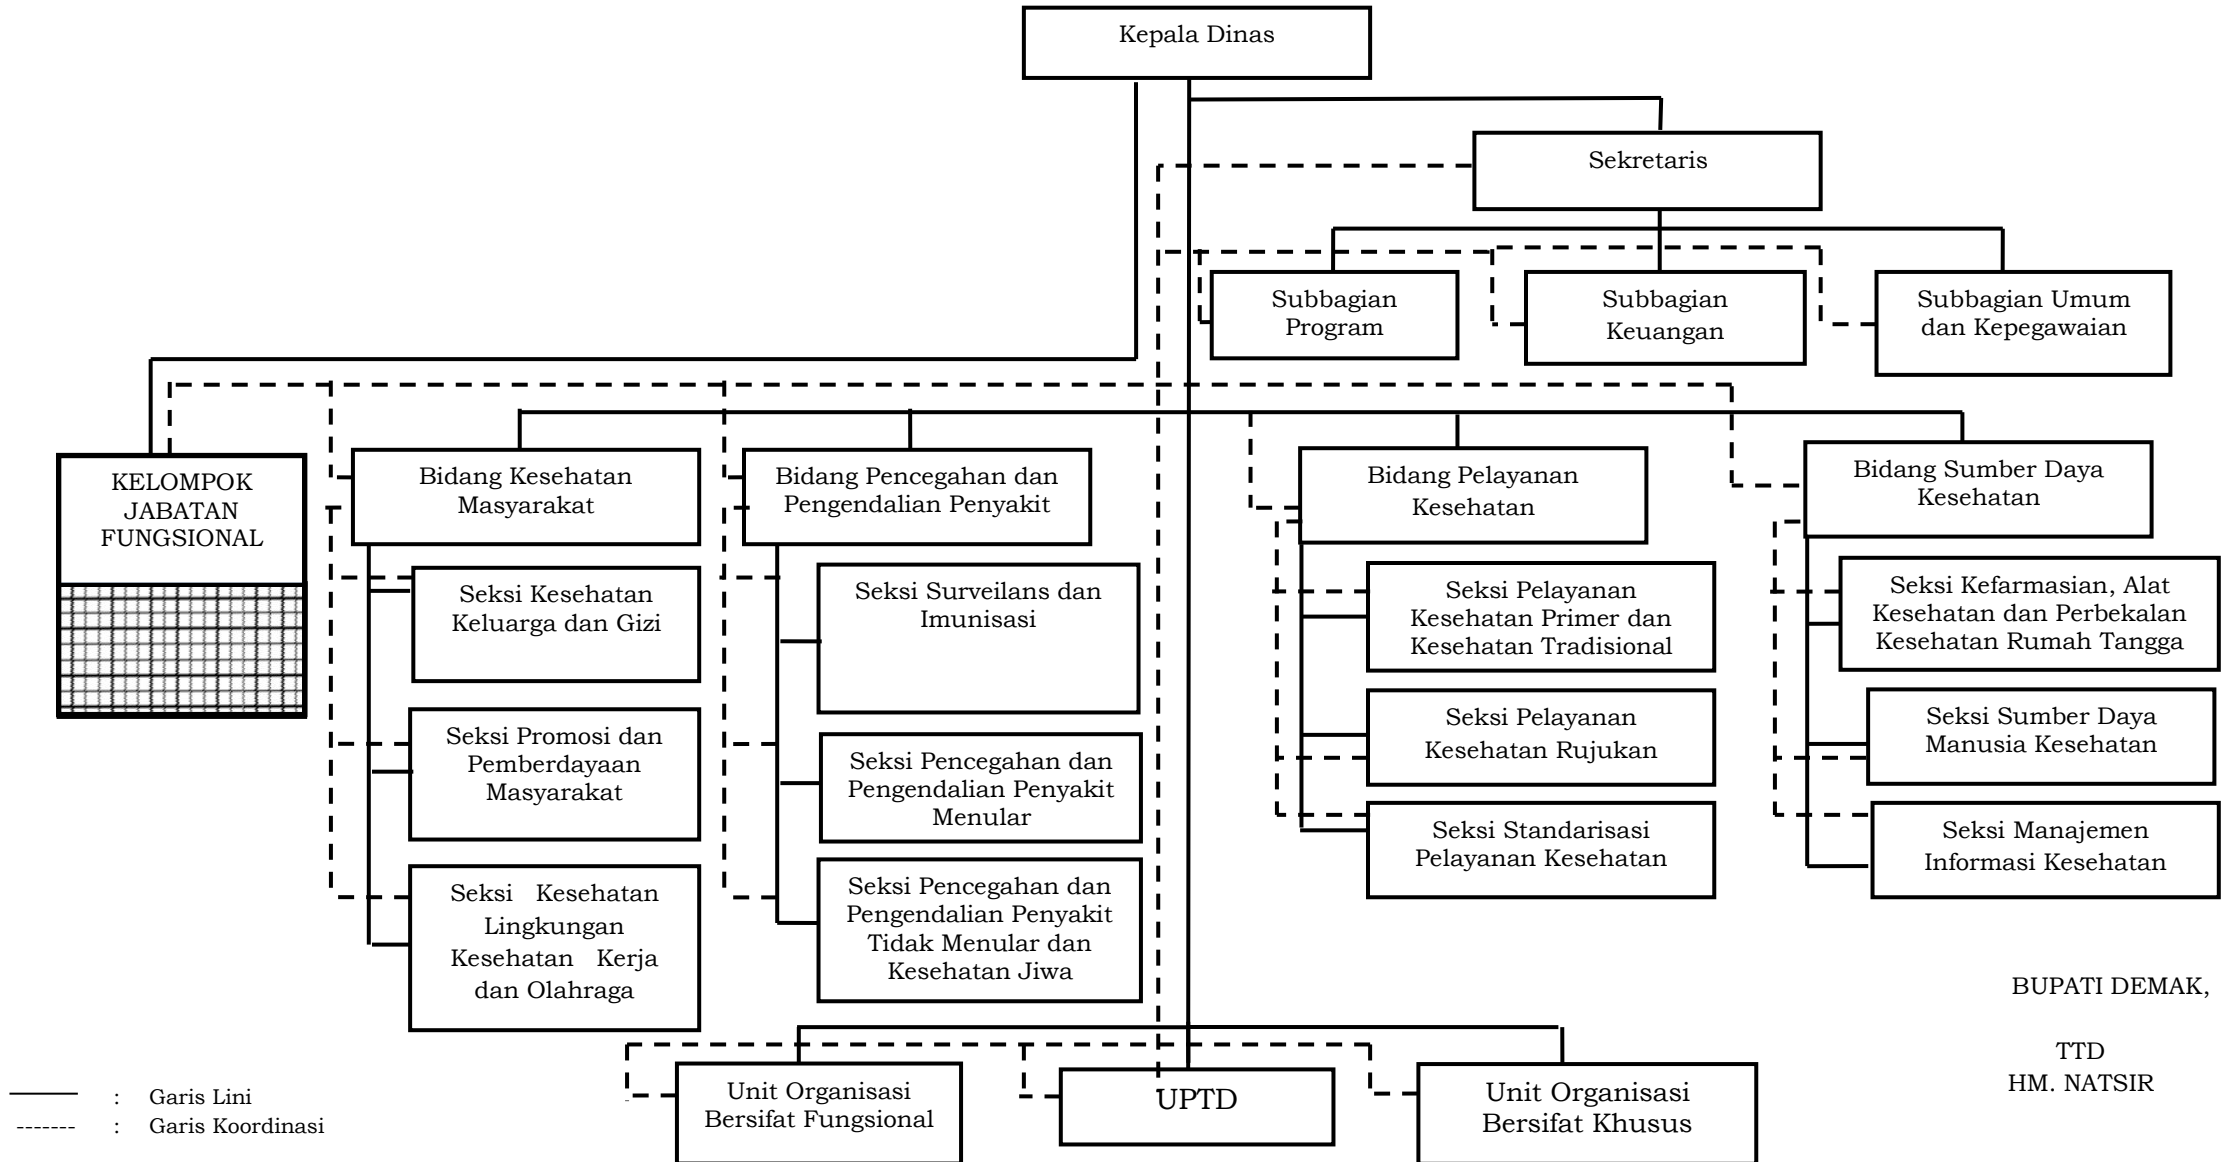 Kepala Dinas
Sekretaris
Subbagian
Program
Subbagian
Keuangan
Subbagian Umum
dan Kepegawaian
KELOMPOK
JABATAN
FUNGSIONAL
Bidang Kesehatan
Masyarakat
Bidang Pencegahan dan
Pengendalian Penyakit
Bidang Pelayanan
Kesehatan
Bidang Sumber Daya
Kesehatan
Seksi Kesehatan
Keluarga dan Gizi
Seksi Promosi dan
Pemberdayaan
Masyarakat
Seksi Kesehatan
Lingkungan
Kesehatan Kerja
dan Olahraga
Seksi Surveilans dan
Imunisasi
Seksi Pencegahan dan
Pengendalian Penyakit
Menular
Seksi Pencegahan dan
Pengendalian Penyakit
Tidak Menular dan
Kesehatan Jiwa
Seksi Pelayanan
Kesehatan Primer dan
Kesehatan Tradisional
Seksi Pelayanan
Kesehatan Rujukan
Seksi Standarisasi
Pelayanan Kesehatan
Seksi Kefarmasian, Alat
Kesehatan dan Perbekalan
Kesehatan Rumah Tangga
Seksi Sumber Daya
Manusia Kesehatan
Seksi Manajemen
Informasi Kesehatan
Unit Organisasi
Bersifat Fungsional
UPTD
Unit Organisasi
Bersifat Khusus
BUPATI DEMAK,
TTD
HM. NATSIR
: Garis Lini
------- : Garis Koordinasi